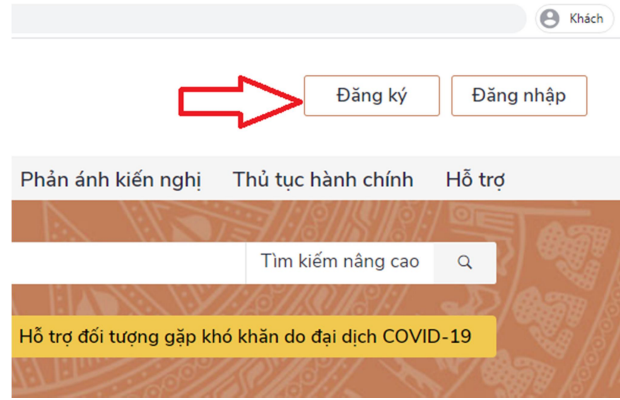 Khách
Đăng ký Đăng nhập
Phản ánh kiến nghị Thủ tục hành chính Hỗ trợ
Tìm kiếm nâng cao
Hỗ trợ đối tượng gặp khó khăn do đại dịch COVID-19